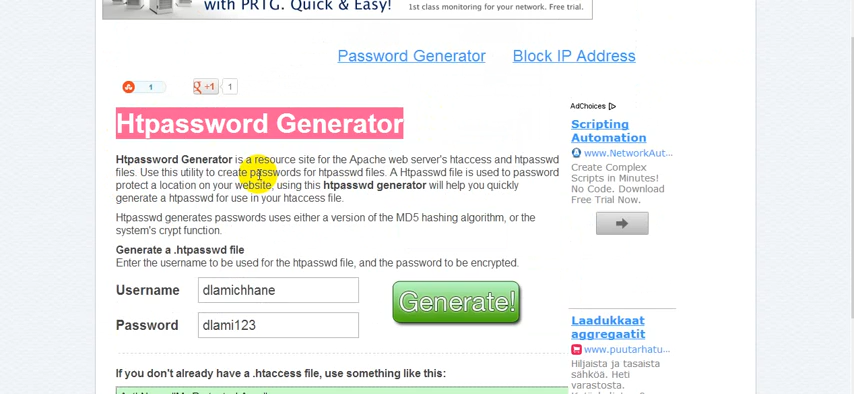 with PRTG. Quick & Easy!
1st class monitoring for your network. Free trial.
Password Generator Block IP Address
1
g +1 1
Htpassword Generator
AdChoices
Htpassword Generator is a resource site for the Apache web server's htaccess and htpasswd
files. Use this utility to create passwords for htpasswd files. A Htpasswd file is used to password
protect a location on your website, using this htpasswd generator will help you quickly
generate a htpasswd for use in your htaccess file.
Htpasswd generates passwords uses either a version of the MD5 hashing algorithm, or the
system's crypt function.
Generate a .htpasswd file
Enter the username to be used for the htpasswd file, and the password to be encrypted.
Username dlamichhane
Generate!
Password dlami123
If you don't already have a .htaccess file, use something like this:
Scripting
Automation
www.NetworkAut...
Create Complex
Scripts in Minutes!
No Code. Download
Free Trial Now.
Laadukkaat
aggregaatit
www.puutarhatu...
Hiljaista ja tasaista
sähköä. Heti
varastosta.